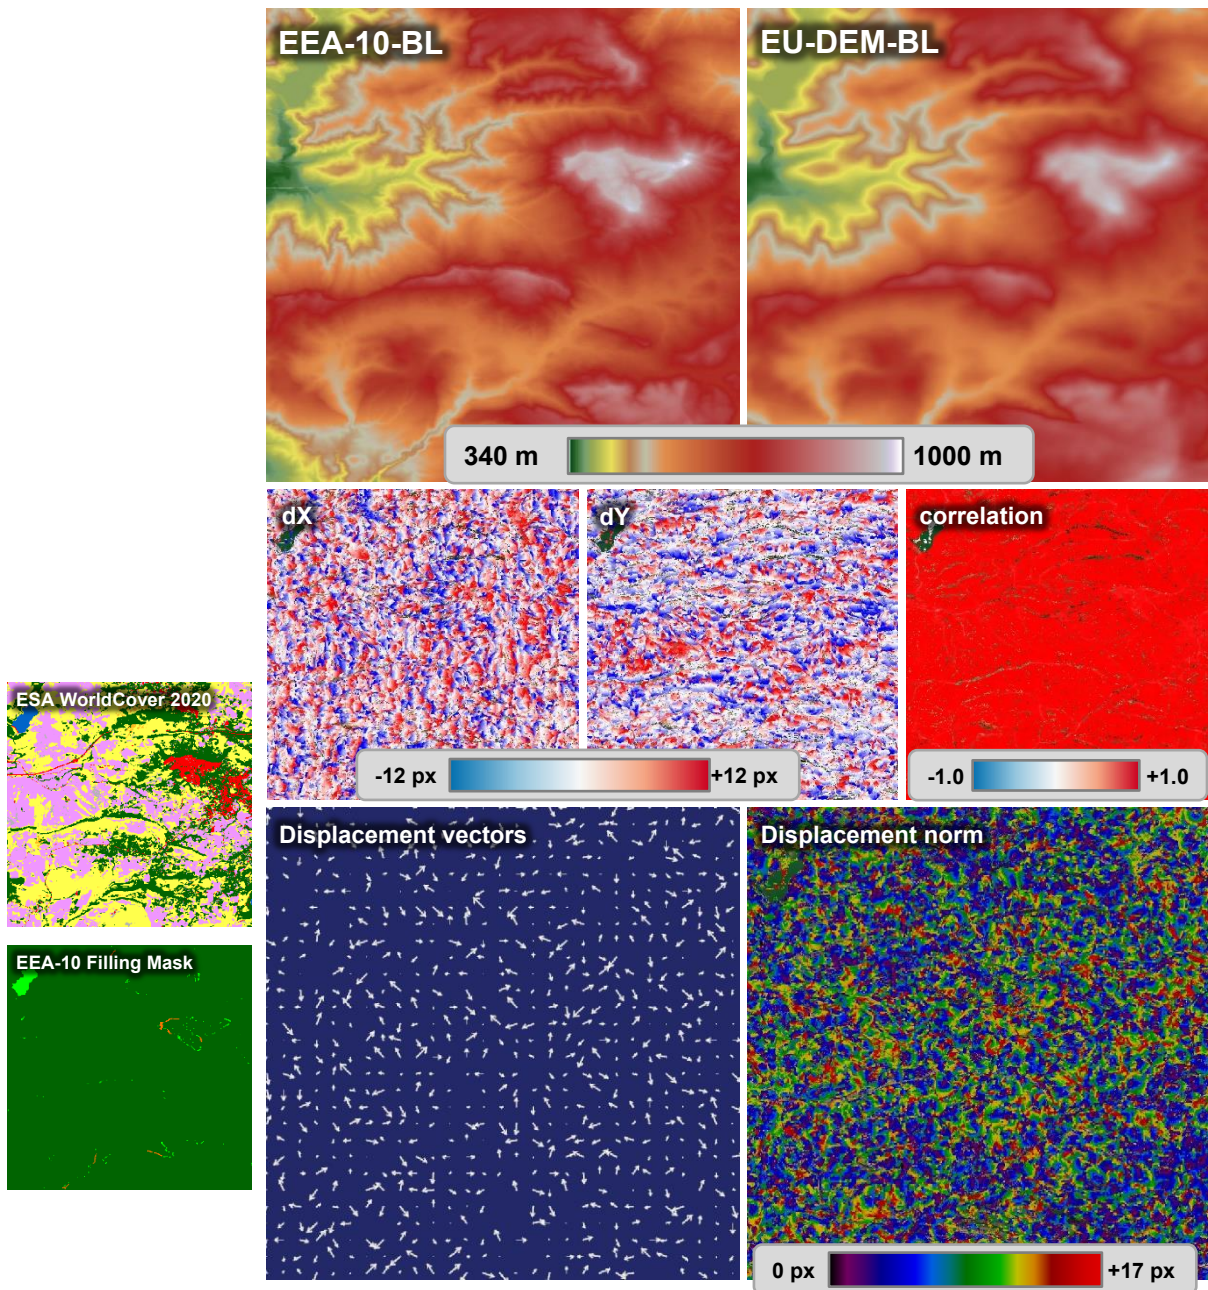 EEA-10-BL
EU-DEM-BL
340 m
1000 m
dX
dY
correlation
-12 px
+12 px
-1.0
+1.0
ESA WorldCover 2020
Displacement vectors
Displacement norm
EEA-10 Filling Mask
0 px
+17 px